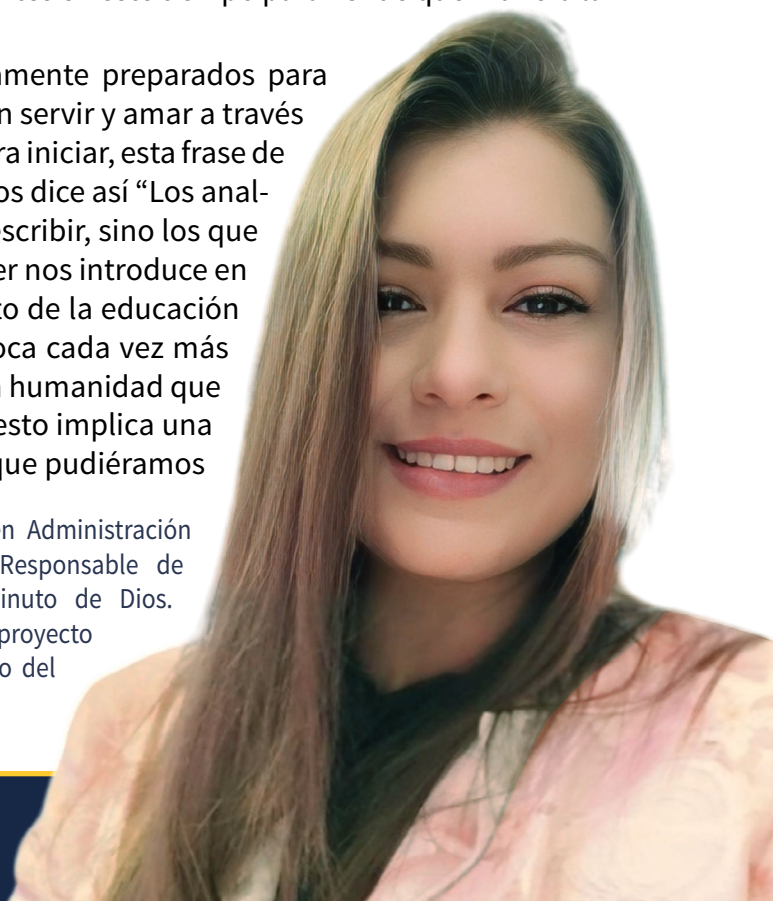 amente preparados para
n servir y amar a través
ra iniciar, esta frase de
os dice así “Los anal-
scribir, sino los que
er nos introduce en
to de la educación
oca cada vez más
a humanidad que
esto implica una
que pudiéramos
en Administración
Responsable de
inuto de Dios.
proyecto
o del